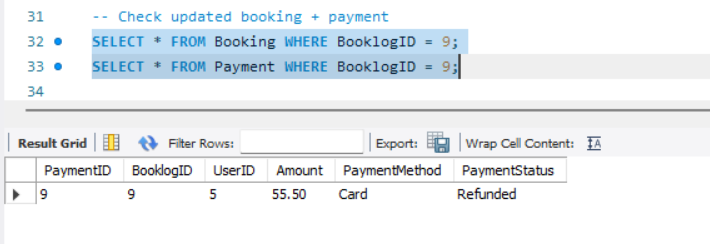 31 -- Check updated booking + payment
32 SELECT * FROM Booking WHERE BooklogID = 9;
33 SELECT * FROM Payment WHERE BooklogID = 9;
34
Result Grid Filter Rows: Export: Wrap Cell Content: IA
PaymentID BooklogID UserID Amount PaymentMethod PaymentStatus
9 9 5 55.50 Card Refunded